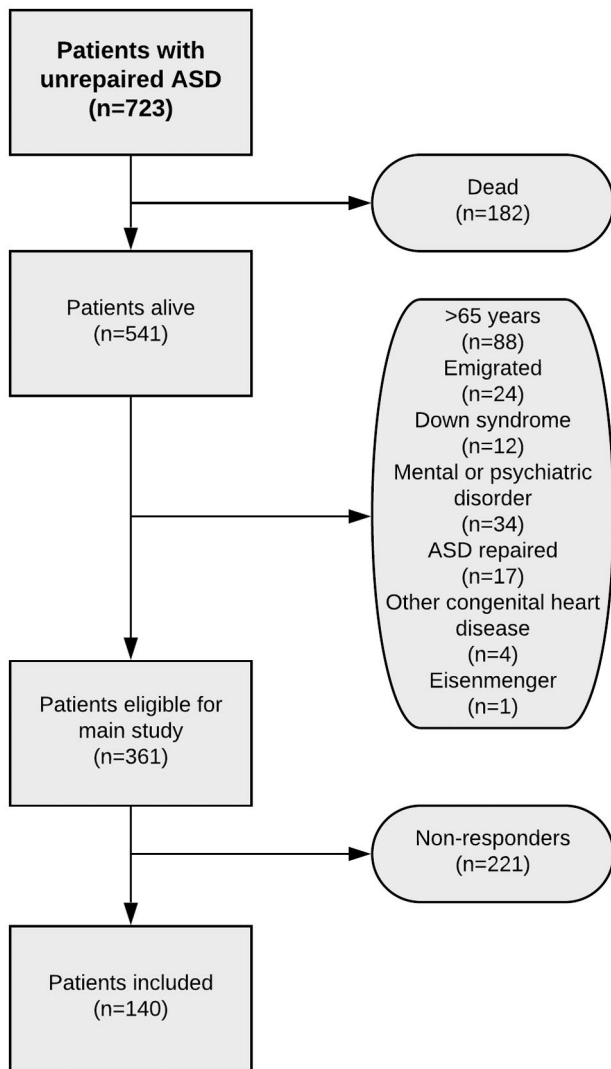 Patients with
unrepaired ASD
(n=723)
Dead
(n=182)
Patients alive
(n=541)
>65 years
(n=88)
Emigrated
(n=24)
Down syndrome
(n=12)
Mental or psychiatric
disorder
(n=34)
ASD repaired
(n=17)
Other congenital heart
disease
(n=4)
Eisenmenger
(n=1)
Patients eligible for
main study
(n=361)
Non-responders
(n=221)
Patients included
(n=140)